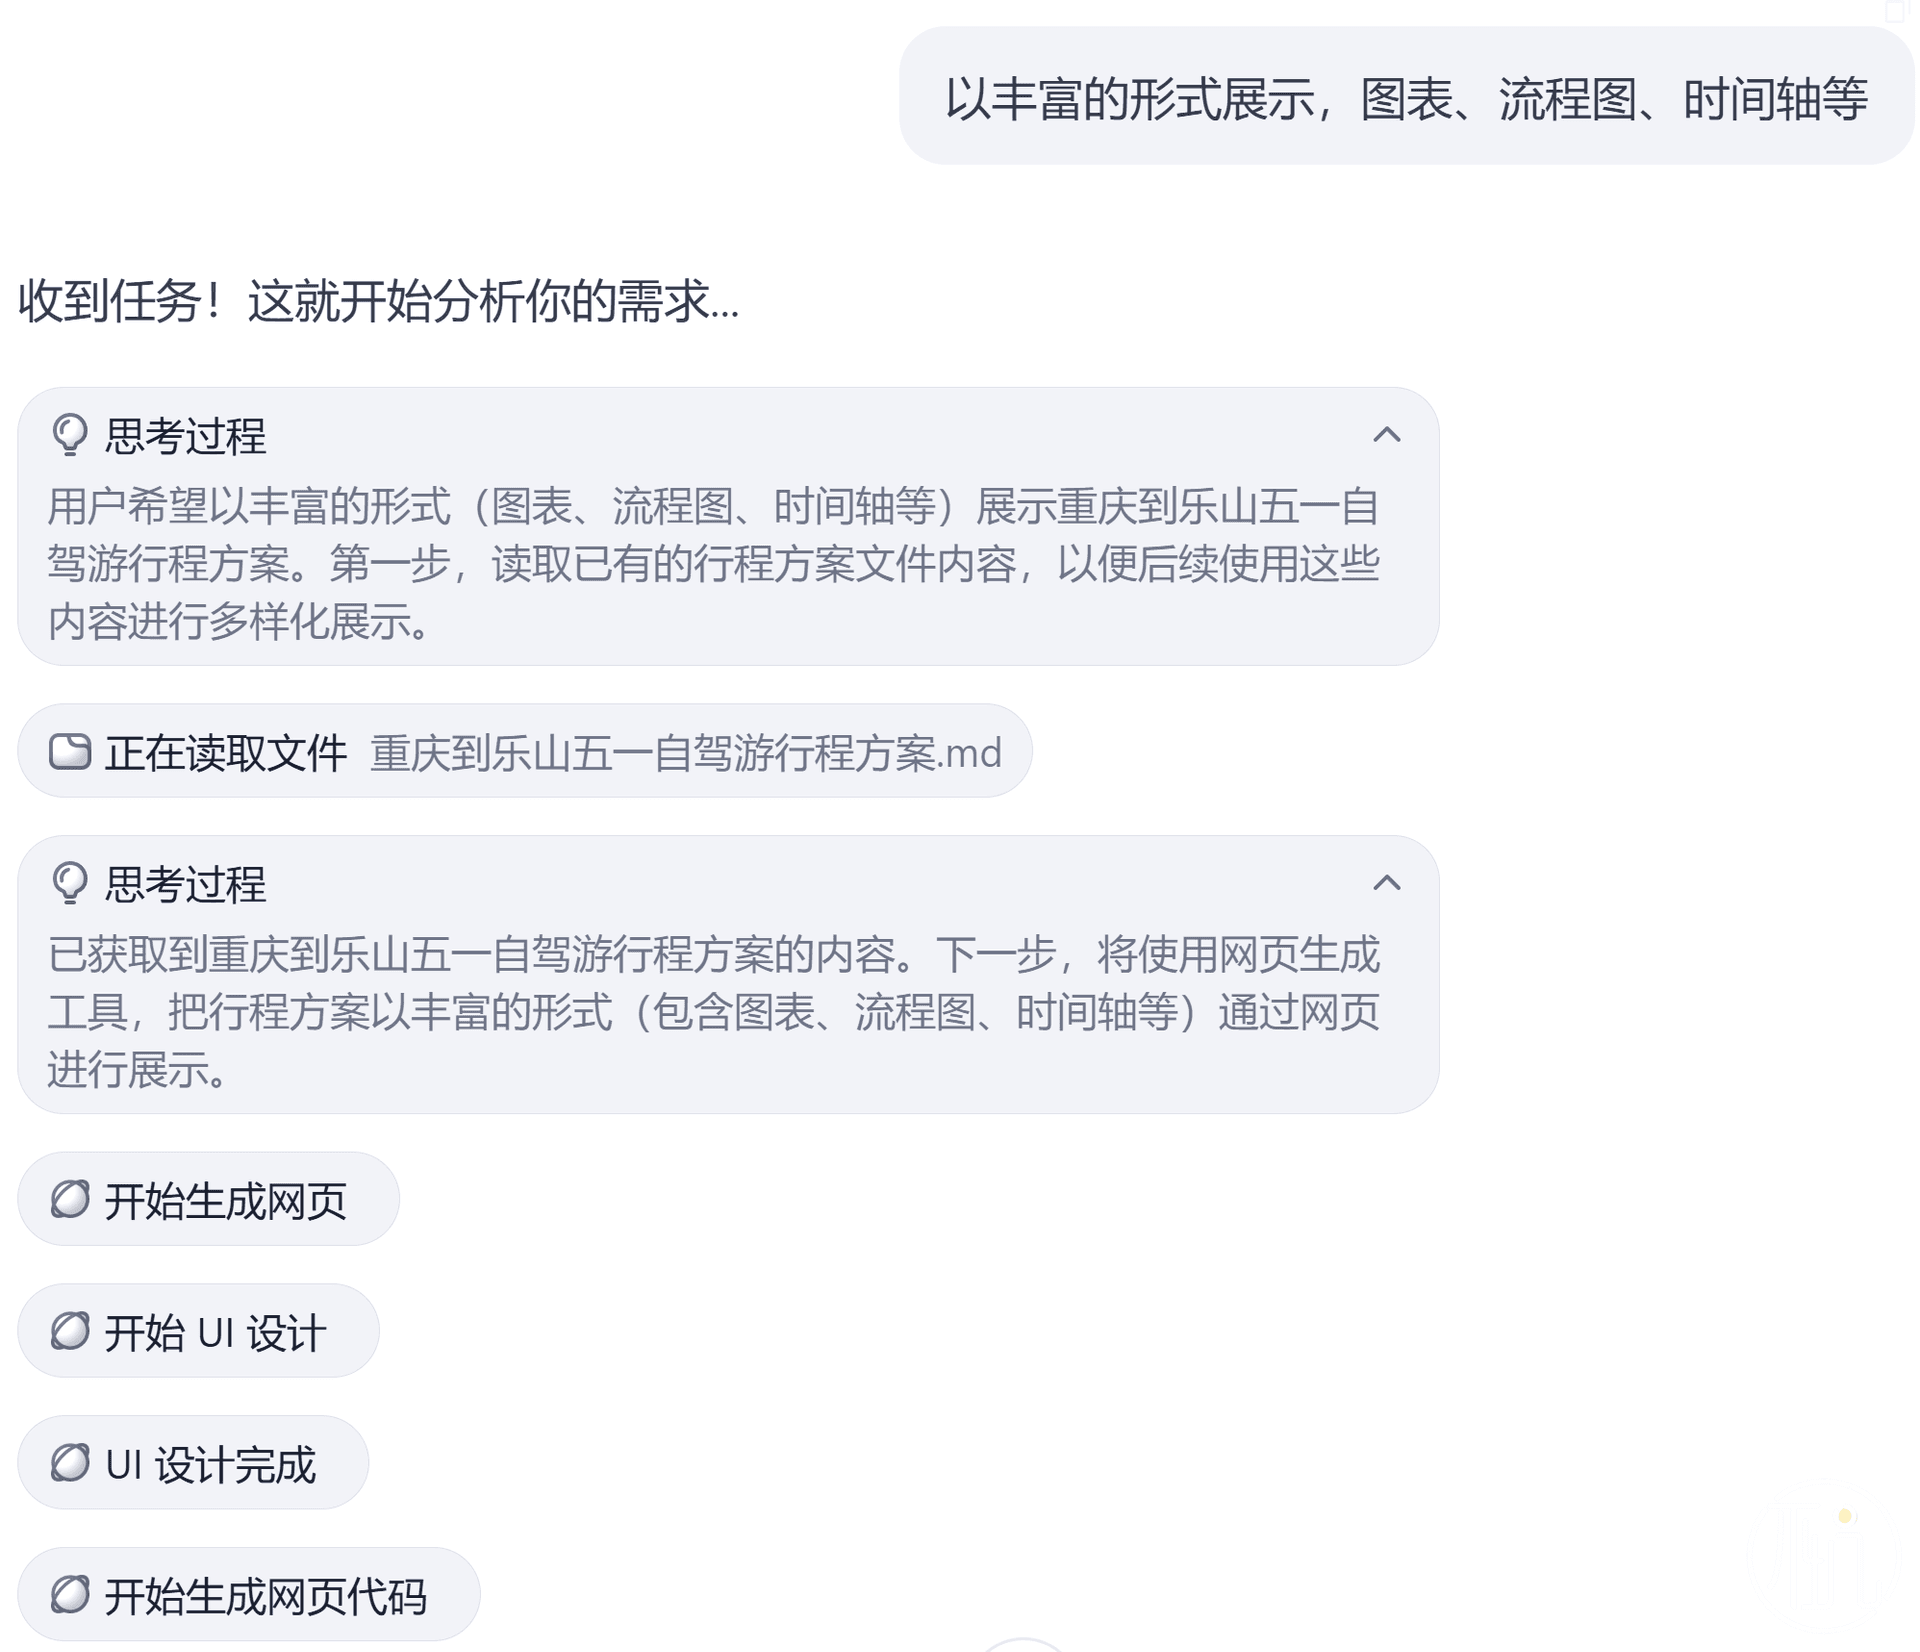 以丰富的形式展示，图表、流程图、时间轴等
收到任务！这就开始分析你的需求...
思考过程
用户希望以丰富的形式（图表、流程图、时间轴等）展示重庆到乐山五一自
驾游行程方案。第一步，读取已有的行程方案文件内容，以便后续使用这些
内容进行多样化展示。
正在读取文件 重庆到乐山五一自驾游行程方案.md
思考过程
已获取到重庆到乐山五一自驾游行程方案的内容。下一步，将使用网页生成
工具，把行程方案以丰富的形式（包含图表、流程图、时间轴等）通过网页
进行展示。
开始生成网页
开始 UI 设计
UI 设计完成
开始生成网页代码